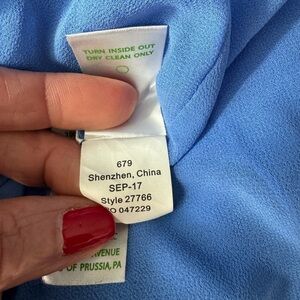 TURN INSIDE OUT
DRY CLEAN ONLY
679
Shenzhen, China
SEP-17
Style 27766
O 047229
AVENUE
OF PRUSSIA, PA